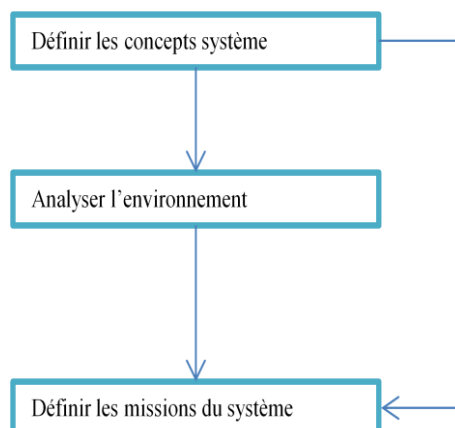 Définir les concepts système
Analyser l’environnement
Définir les missions du système